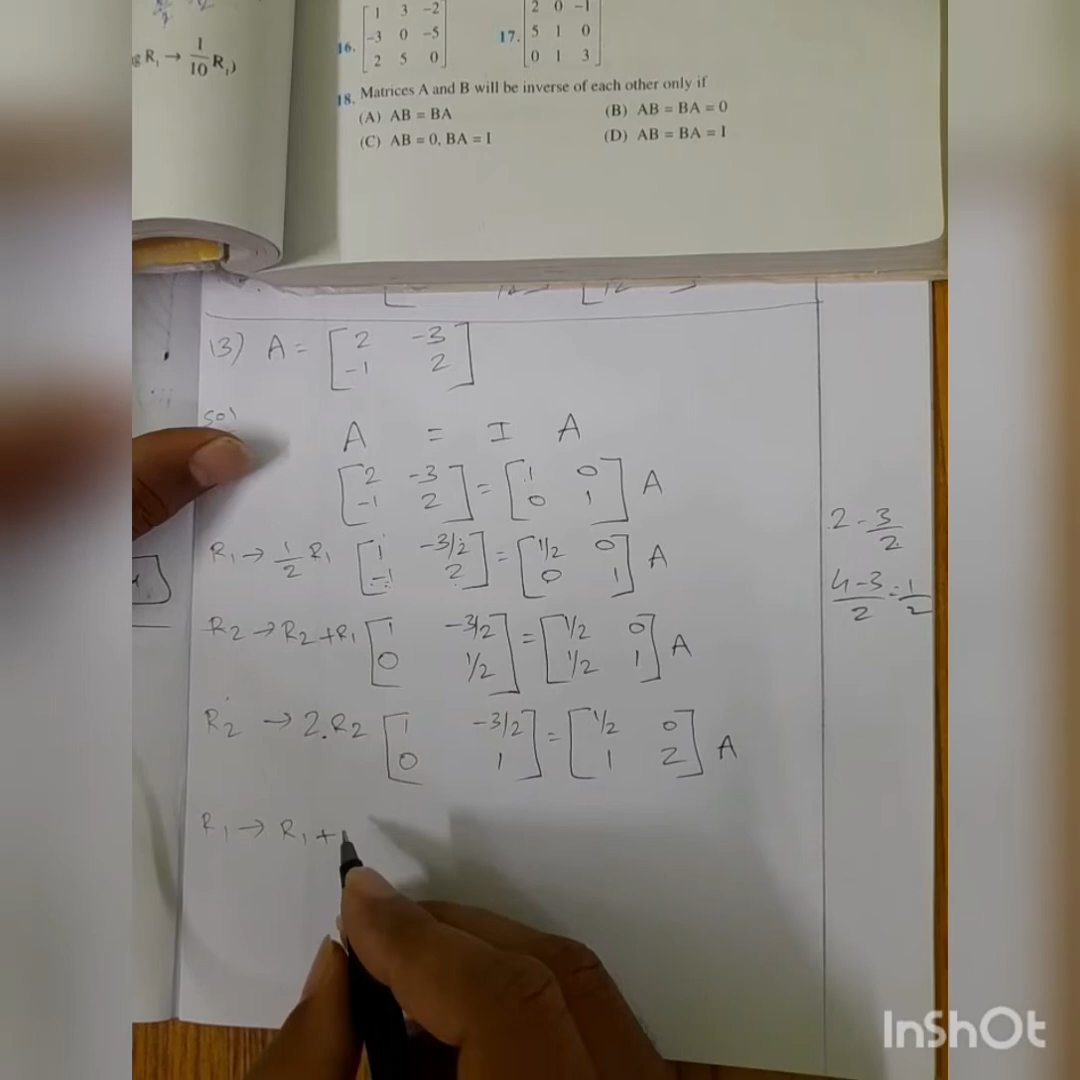 R₁ → 1/10 R₁)
16. [1 3 -2
-3 0 -5
2 5 0]
17. [2 0 -1
5 1 0
0 1 3]
18. Matrices A and B will be inverse of each other only if
(A) AB = BA (B) AB = BA = 0
(C) AB = 0, BA = I (D) AB = BA = I
13) A = [2 -3
-1 2]
Sol
A = I A
[2 -3
-1 2] = [1 0
0 1] A
R₁ → 1/2 R₁ [1 -3/2
-1 2] = [1/2 0
0 1] A
R₂ → R₂ + R₁ [1 -3/2
0 1/2] = [1/2 0
1/2 1] A
R₂ → 2.R₂ [1 -3/2
0 1] = [1/2 0
1 2] A
R₁ → R₁ +
2 - 3/2
4-3/2 = 1/2
InShOt